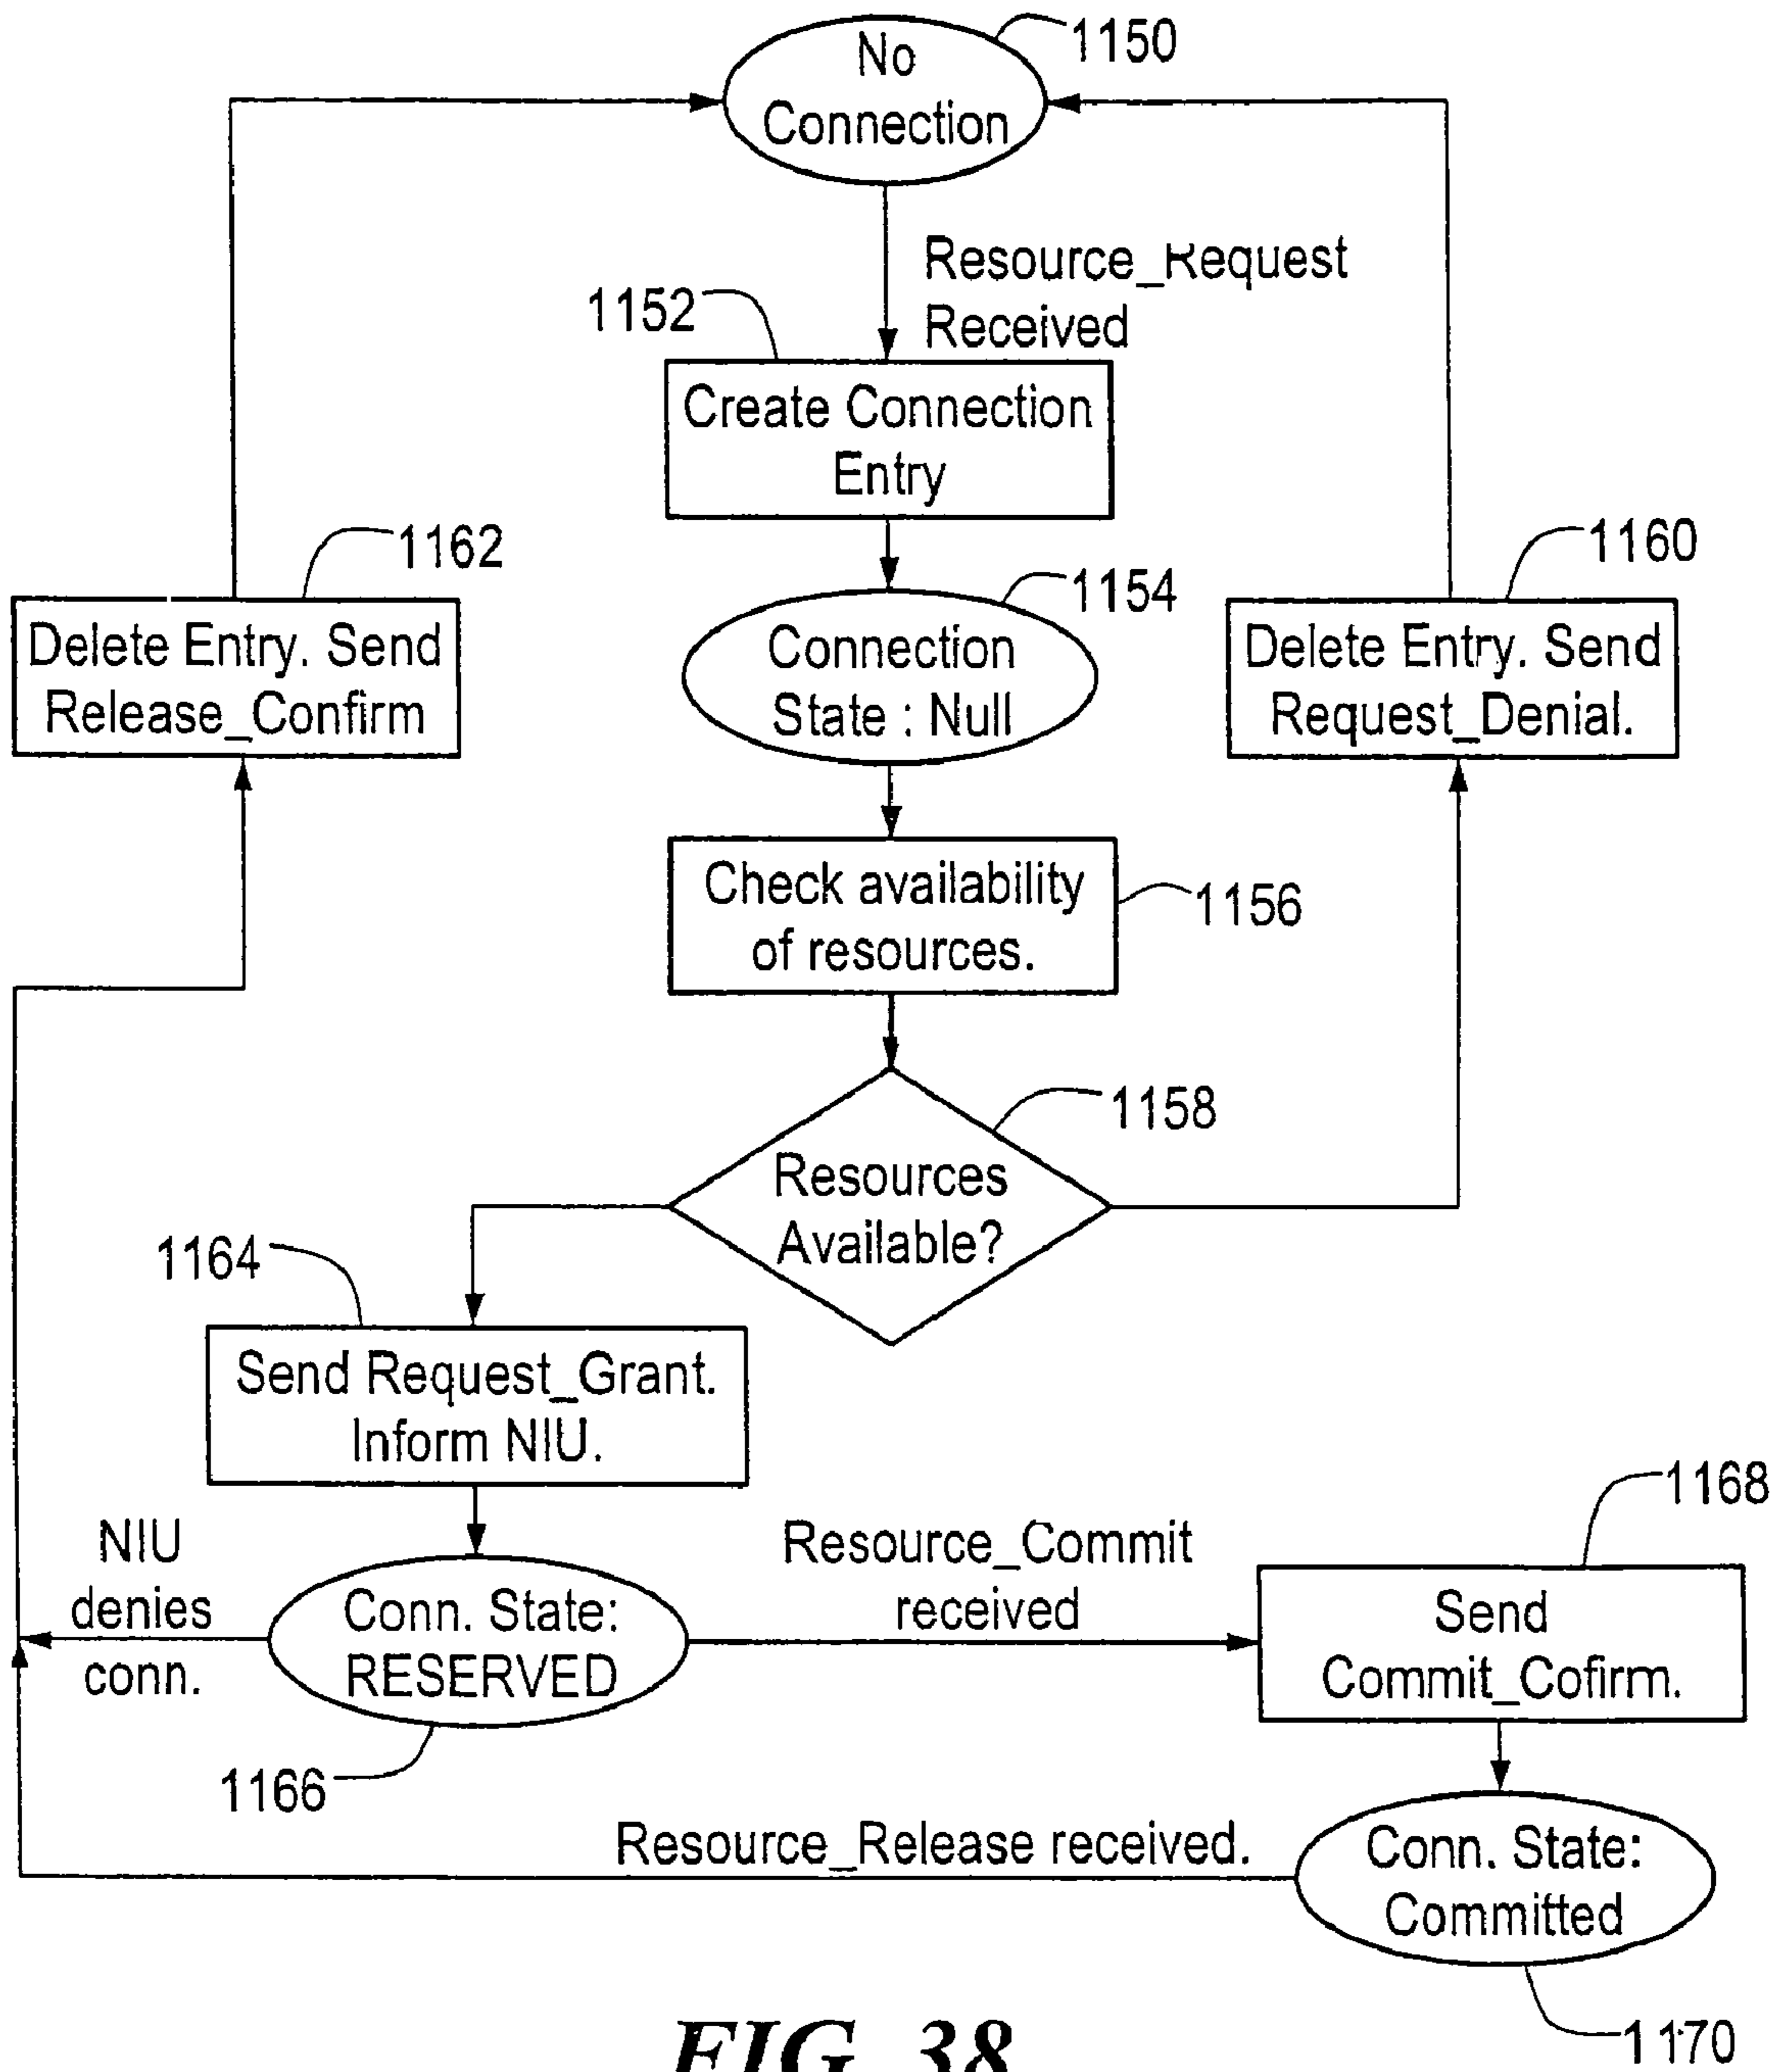 No
Connection
1150
Resource_Request
Received
1152
Create Connection
Entry
1162
Delete Entry. Send
Release_Confirm
1154
Connection
State : Null
1160
Delete Entry. Send
Request_Denial.
Check availability
of resources.
1156
1158
Resources
Available?
1164
Send Request_Grant.
Inform NIU.
NIU
denies
conn.
Conn. State:
RESERVED
1166
Resource_Commit
received
1168
Send
Commit_Cofirm.
Resource_Release received.
Conn. State:
Committed
1170
FIG. 38